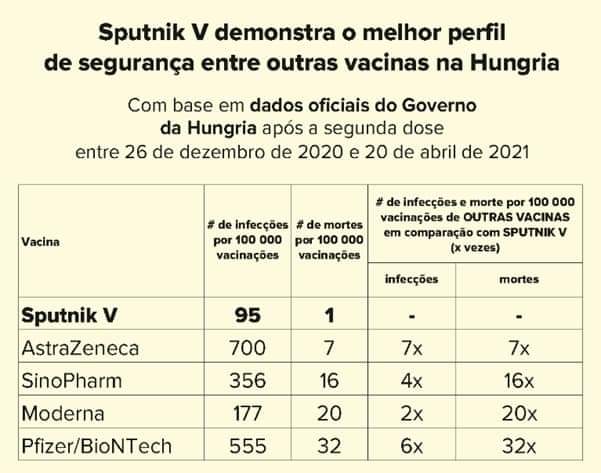 Sputnik V demonstra o melhor perfil
de segurança entre outras vacinas na Hungria
Com base em dados oficiais do Governo
da Hungria após a segunda dose
entre 26 de dezembro de 2020 e 20 de abril de 2021
Vacina
# de infecções
por 100 000
vacinações
# de mortes
por 100 000
vacinações
# de infecções e morte por 100 000
vacinações de OUTRAS VACINAS
em comparação com SPUTNIK V
(x vezes)
infecções mortes
Sputnik V 95 1 - -
AstraZeneca 700 7 7x 7x
SinoPharm 356 16 4x 16x
Moderna 177 20 2x 20x
Pfizer/BioNTech 555 32 6x 32x